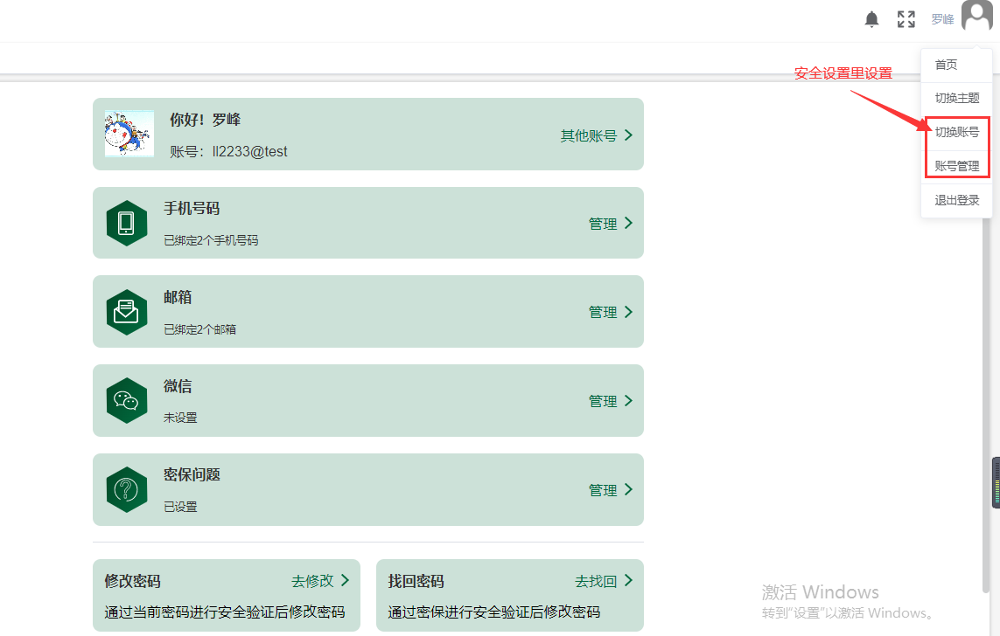 罗峰
首页
安全设置里设置
切换主题
切换账号
账号管理
退出登录
你好！罗峰
账号：ll2233@test
其他账号
手机号码
已绑定2个手机号码
管理
邮箱
已绑定2个邮箱
管理
微信
未设置
管理
密保问题
已设置
管理
修改密码
去修改
通过当前密码进行安全验证后修改密码
找回密码
去找回
通过密保进行安全验证后修改密码
激活 Windows
转到“设置”以激活 Windows。